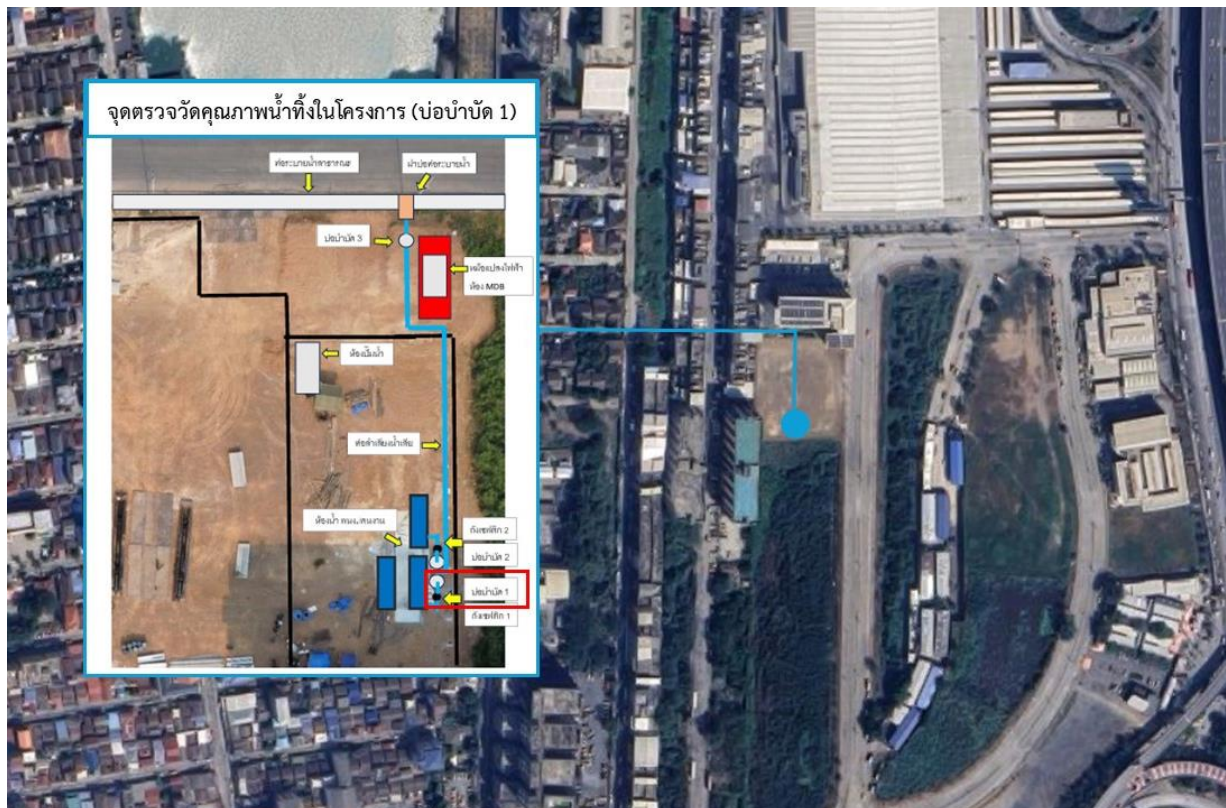 จุดตรวจวัดคุณภาพน้ำทิ้งในโครงการ (บ่อบำบัด 1)
ท่อระบายน้ำสาธารณะ
ฝาบ่อท่อระบายน้ำ
บ่อบำบัด 3
หม้อแปลงไฟฟ้า
ห้อง MDB
ห้องปั๊มน้ำ
ท่อลำเลียงน้ำเสีย
ห้องน้ำ คนงาน
ถังเซฟติก 2
บ่อบำบัด 2
บ่อบำบัด 1
ถังเซฟติก 1